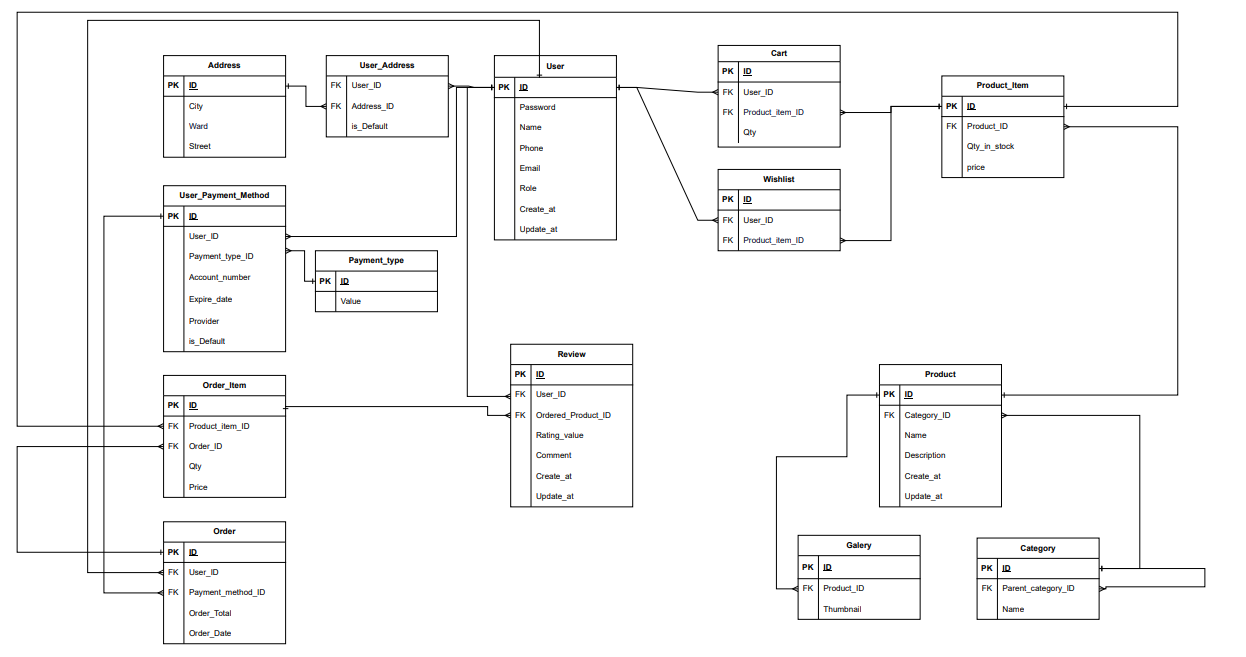 Address
PK ID
City
Ward
Street
User_Address
FK User_ID
FK Address_ID
is_Default
User
PK ID
Password
Name
Phone
Email
Role
Create_at
Update_at
Cart
PK ID
FK User_ID
FK Product_item_ID
Qty
Product_Item
PK ID
FK Product_ID
Qty_in_stock
price
Wishlist
PK ID
FK User_ID
FK Product_item_ID
User_Payment_Method
PK ID
User_ID
Payment_type_ID
Account_number
Expire_date
Provider
is_Default
Payment_type
PK ID
Value
Order_Item
PK ID
FK Product_item_ID
FK Order_ID
Qty
Price
Review
PK ID
FK User_ID
FK Ordered_Product_ID
Rating_value
Comment
Create_at
Update_at
Product
PK ID
FK Category_ID
Name
Description
Create_at
Update_at
Order
PK ID
FK User_ID
FK Payment_method_ID
Order_Total
Order_Date
Galery
PK ID
FK Product_ID
Thumbnail
Category
PK ID
FK Parent_category_ID
Name